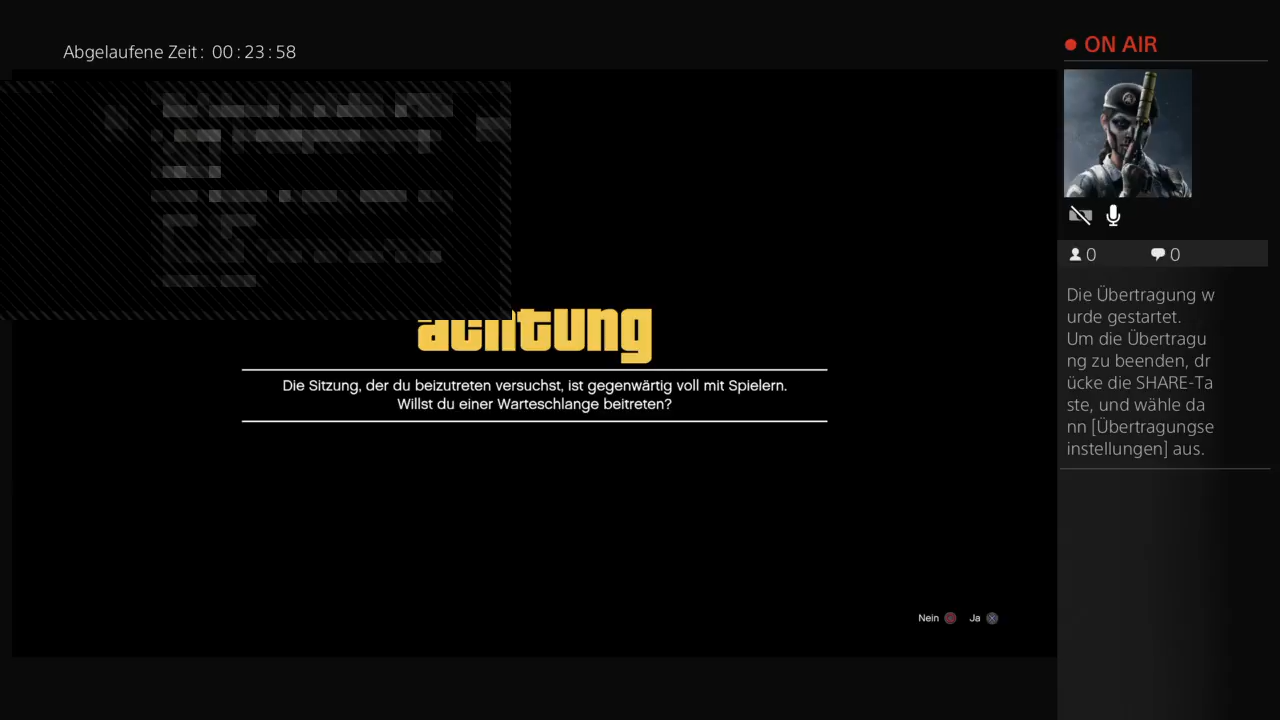 Abgelaufene Zeit: 00:23:58
ON AIR
0 0
achtung
Die Sitzung, der du beizutreten versuchst, ist gegenwärtig voll mit Spielern.
Willst du einer Warteschlange beitreten?
Nein Ja
Die Übertragung w
urde gestartet.
Um die Übertragu
ng zu beenden, dr
ücke die SHARE-Ta
ste, und wähle da
nn [Übertragungse
instellungen] aus.